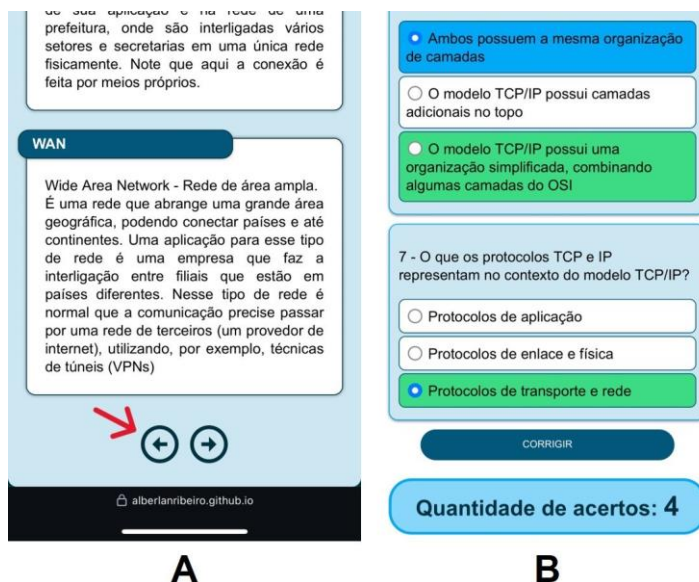 de sua aplicação é na rede de uma
prefeitura, onde são interligadas vários
setores e secretarias em uma única rede
fisicamente. Note que aqui a conexão é
feita por meios próprios.
WAN
Wide Area Network - Rede de área ampla.
É uma rede que abrange uma grande área
geográfica, podendo conectar países e até
continentes. Uma aplicação para esse tipo
de rede é uma empresa que faz a
interligação entre filiais que estão em
países diferentes. Nesse tipo de rede é
normal que a comunicação precise passar
por uma rede de terceiros (um provedor de
internet), utilizando, por exemplo, técnicas
de túneis (VPNs)
alberlanribeiro.github.io
A
Ambos possuem a mesma organização
de camadas
O modelo TCP/IP possui camadas
adicionais no topo
O modelo TCP/IP possui uma
organização simplificada, combinando
algumas camadas do OSI
7 - O que os protocolos TCP e IP
representam no contexto do modelo TCP/IP?
Protocolos de aplicação
Protocolos de enlace e física
Protocolos de transporte e rede
CORRIGIR
Quantidade de acertos: 4
B